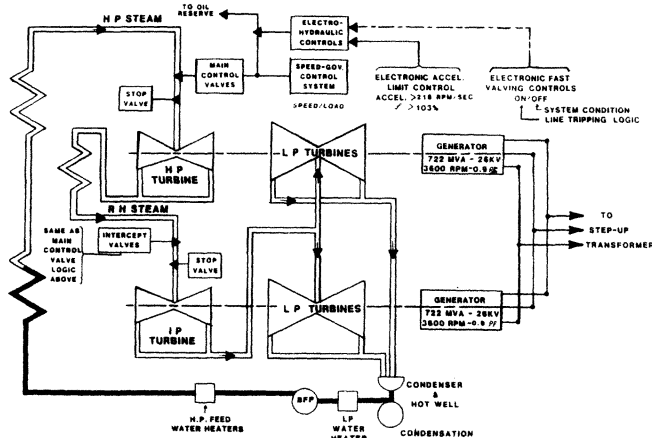 TO OIL
RESERVE
H P STEAM
ELECTRO-
HYDRAULIC
CONTROLS
MAIN
CONTROL
VALVES
SPEED-GOV.
CONTROL
SYSTEM
SPEED/LOAD
STOP
VALVE
ELECTRONIC ACCEL.
LIMIT CONTROL
ACCEL. >218 RPM-SEC
>103%
ELECTRONIC FAST
VALVING CONTROLS
ON/OFF
SYSTEM CONDITION
LINE TRIPPING LOGIC
H P
TURBINE
L P TURBINES
GENERATOR
722 MVA - 26KV
3600 RPM-0.9 PF
R H STEAM
SAME AS
MAIN
CONTROL
VALVE
LOGIC
ABOVE
INTERCEPT
VALVES
STOP
VALVE
TO
STEP-UP
TRANSFORMER
I P
TURBINE
L P TURBINES
GENERATOR
722 MVA - 26KV
3600 RPM-0.9 PF
CONDENSER
&
HOT WELL
BFP
H.P. FEED
WATER HEATERS
LP
WATER
HEATER
CONDENSATION